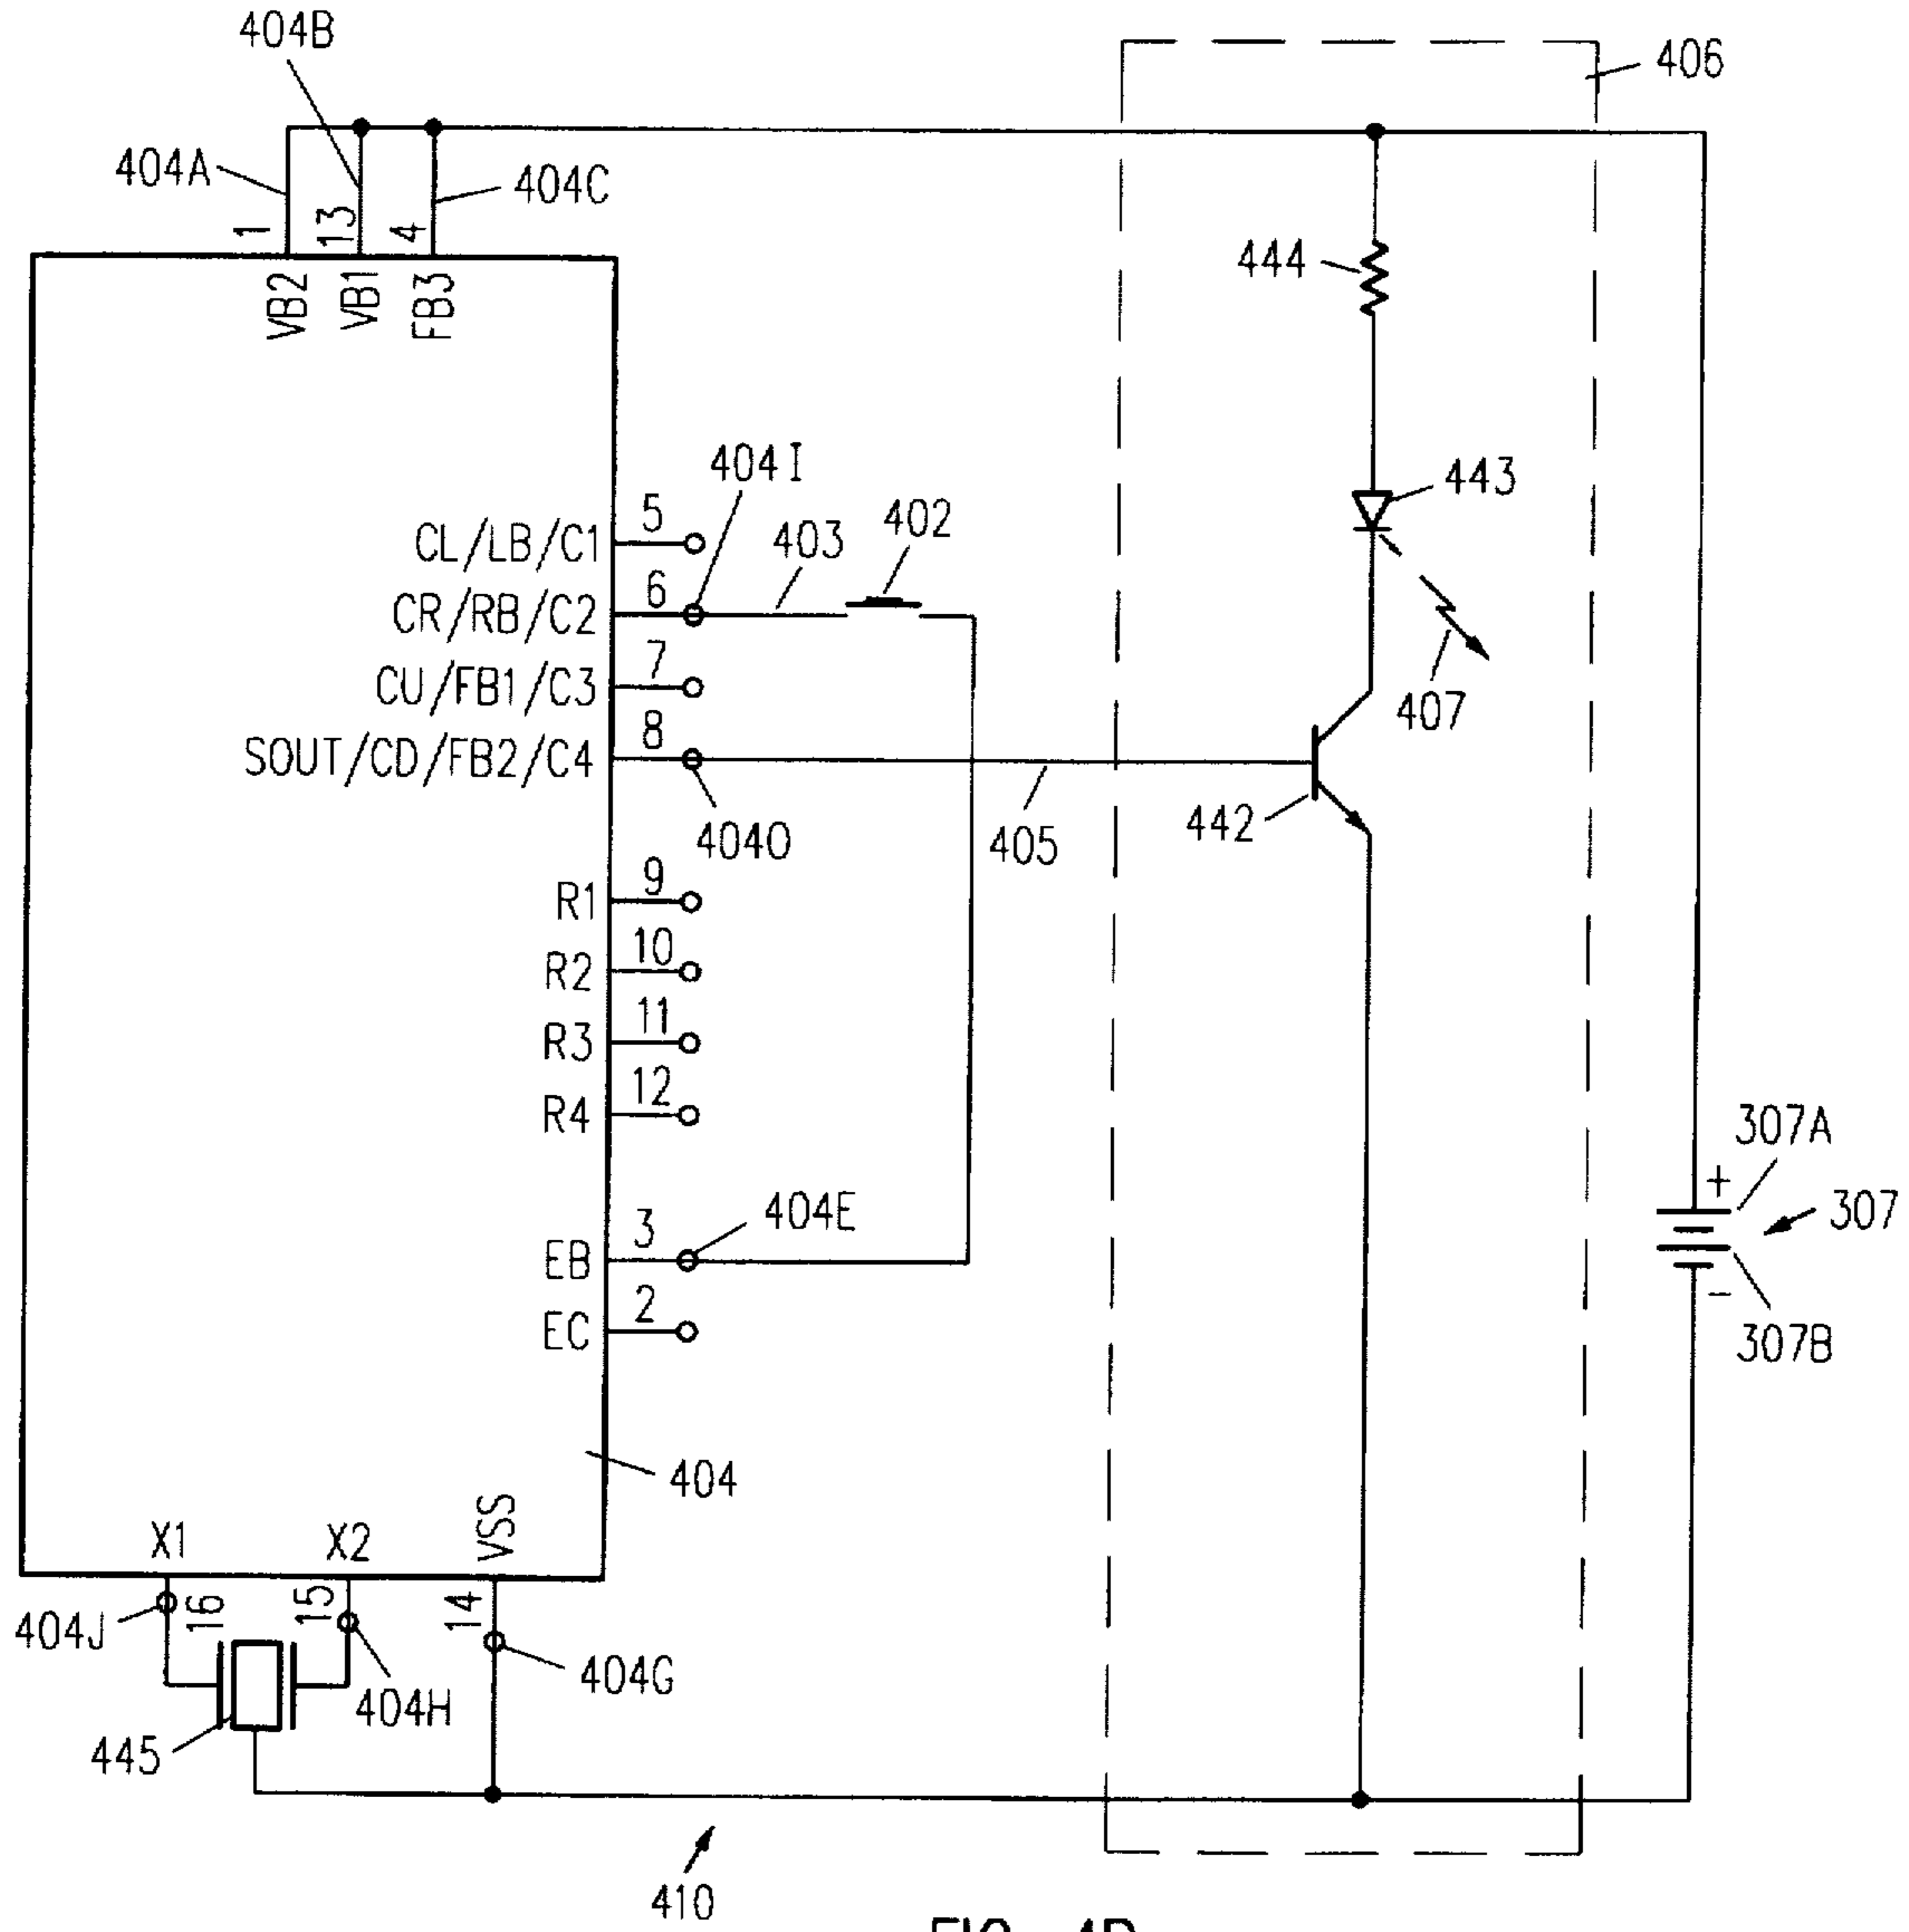 404B
406
404A
404C
1
13
4
VB2
VB1
FB3
444
443
404I
402
403
5
CL/LB/C1
6
CR/RB/C2
7
CU/FB1/C3
407
8
SOUT/CD/FB2/C4
442
404O
405
9
R1
10
R2
11
R3
12
R4
307A
+
307
404E
3
EB
–
2
307B
EC
404
X1
X2
VSS
16
15
14
404J
404G
404H
445
410